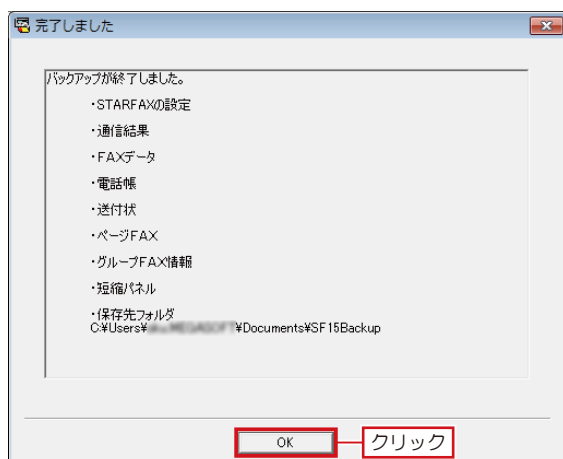 完了しました
バックアップが終了しました。
・STARFAXの設定
・通信結果
・FAXデータ
・電話帳
・送付状
・ページFAX
・グループFAX情報
・短縮パネル
・保存先フォルダ
C:¥Users¥ ¥Documents¥SF15Backup
OK
クリック